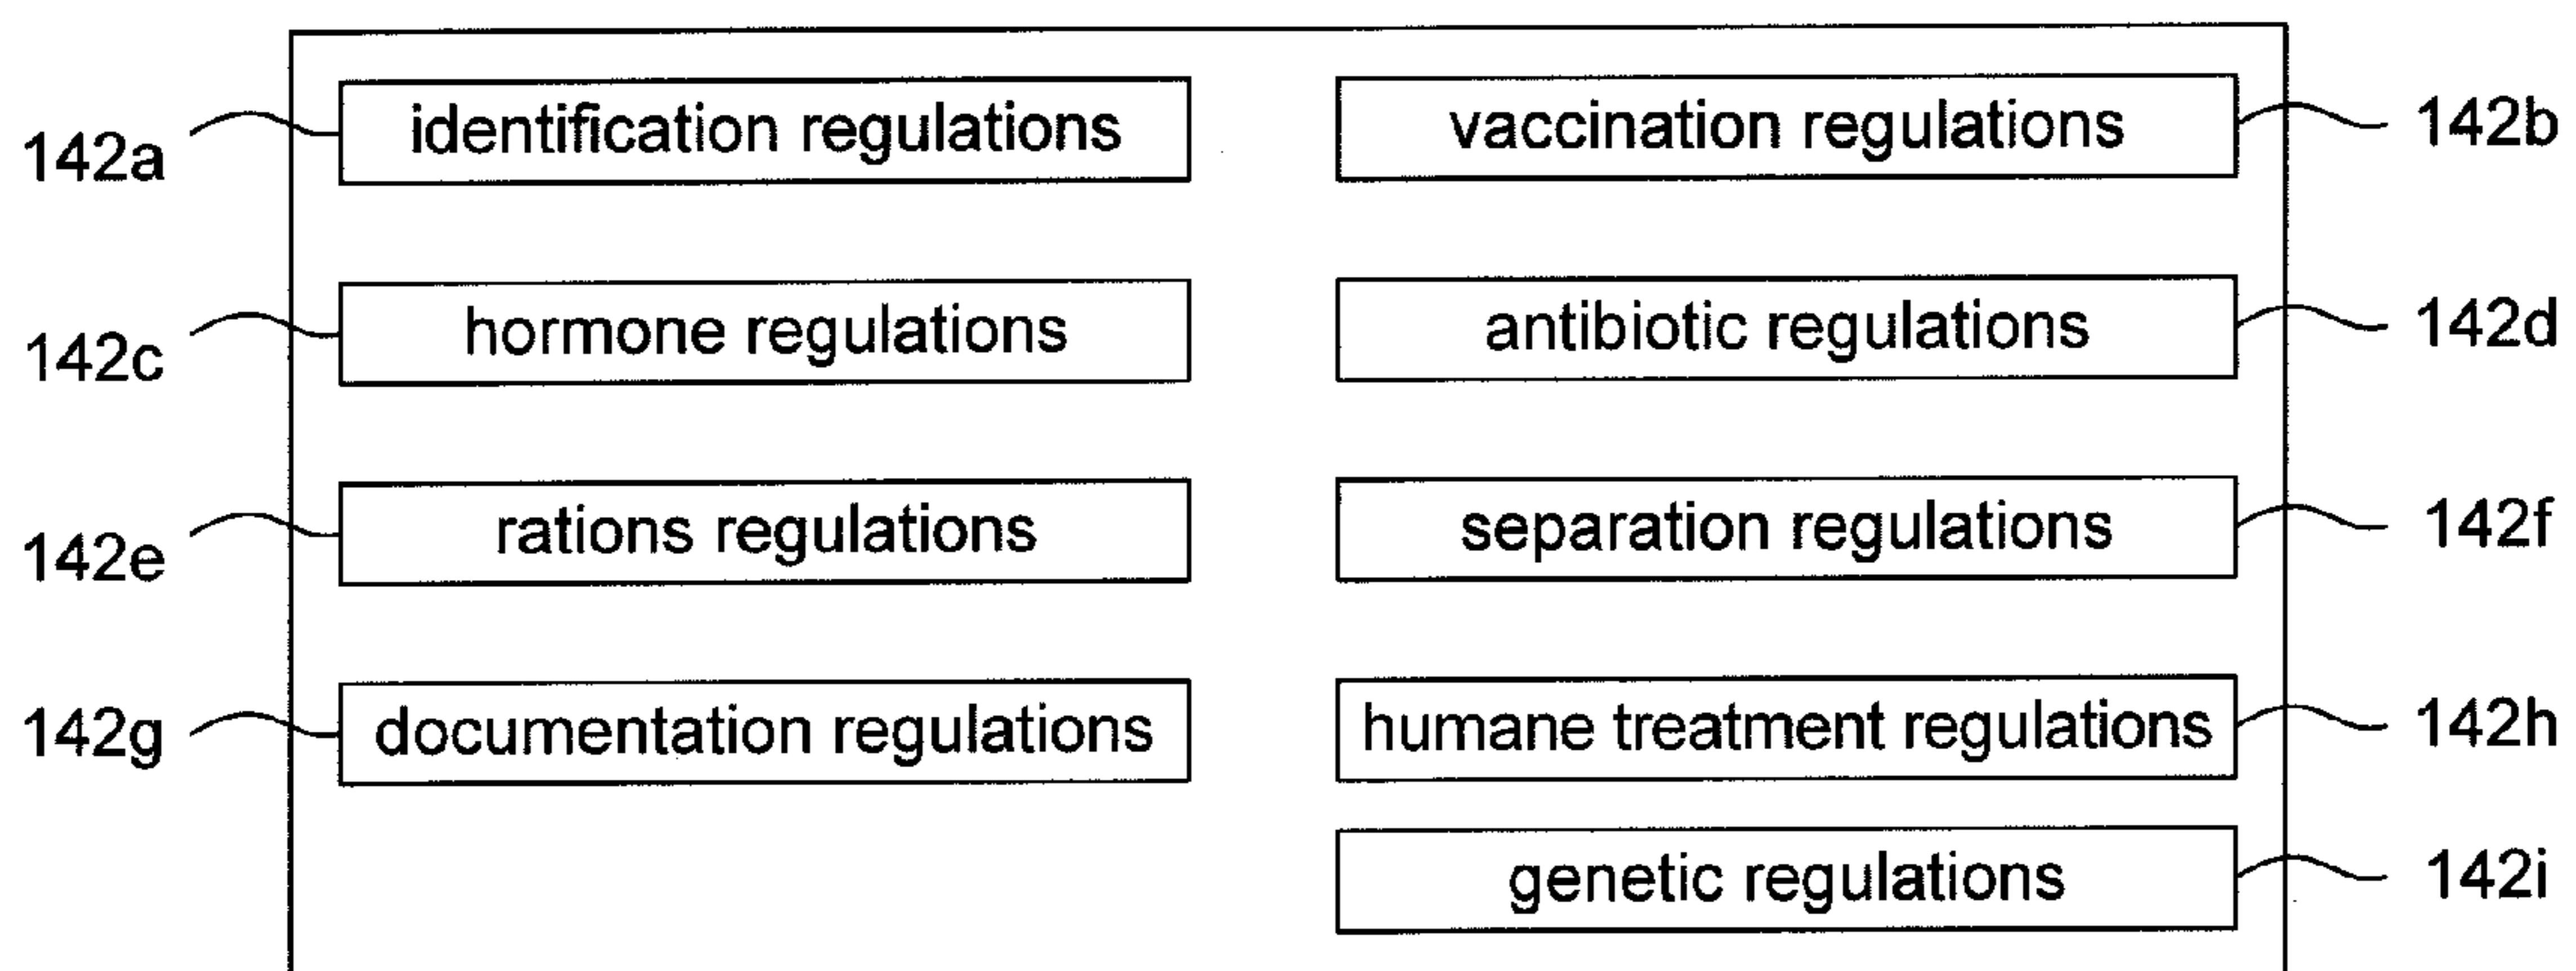 142a identification regulations vaccination regulations 142b
142c hormone regulations antibiotic regulations 142d
142e rations regulations separation regulations 142f
142g documentation regulations humane treatment regulations 142h
genetic regulations 142i